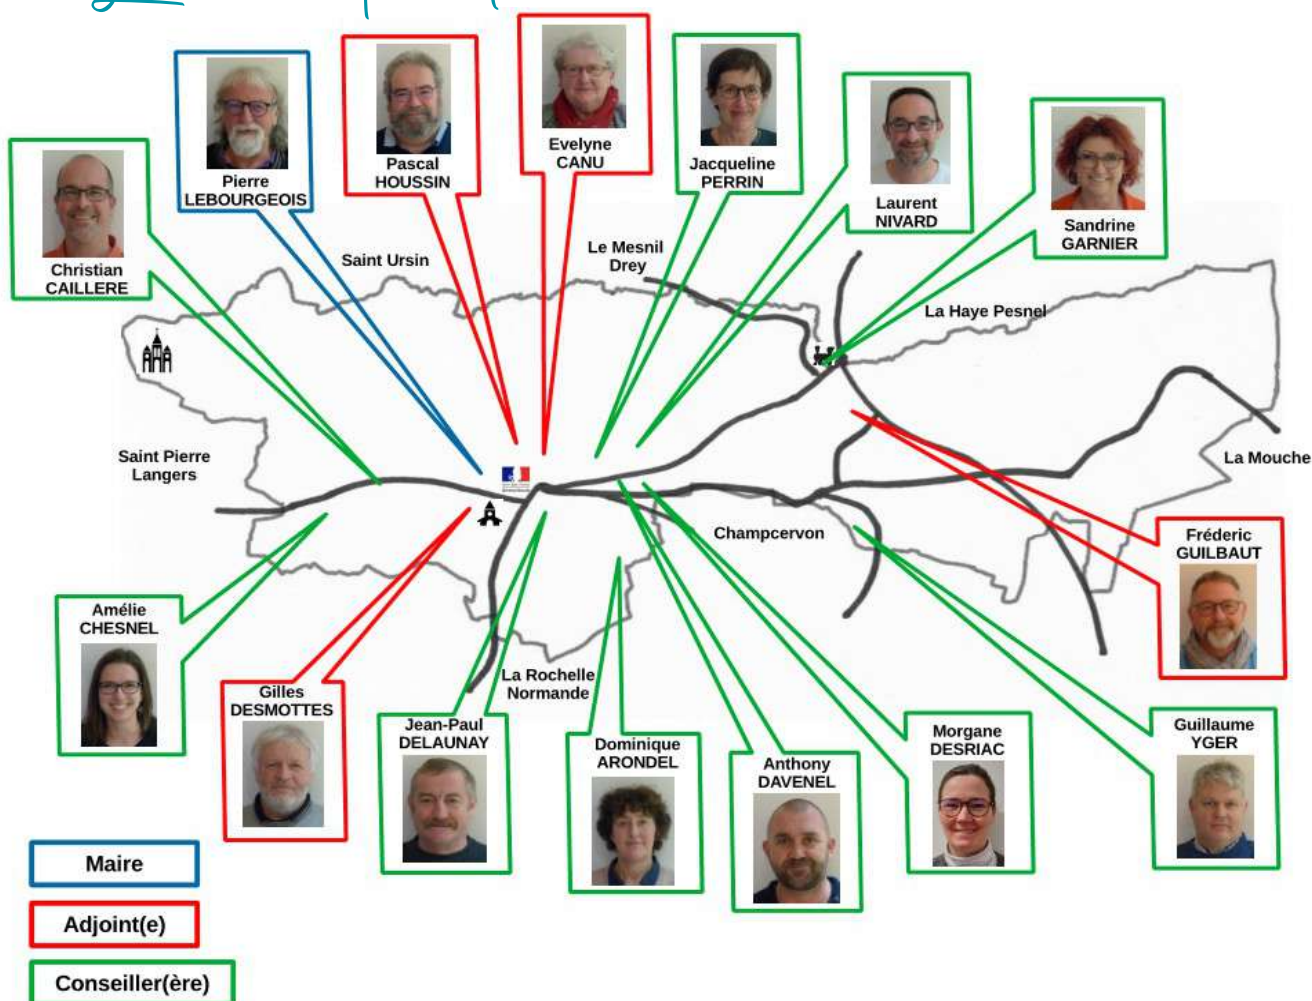 Pierre
LEBOURGEOIS
Pascal
HOUSSIN
Evelyne
CANU
Jacqueline
PERRIN
Laurent
NIVARD
Sandrine
GARNIER
Christian
CAILLERE
Saint Ursin
Le Mesnil
Drey
La Haye Pesnel
Saint Pierre
Langers
La Mouche
Champcervon
Fréderic
GUILBAUT
Amélie
CHESNEL
La Rochelle
Normande
Gilles
DESMOTTES
Jean-Paul
DELAUNAY
Dominique
ARONDEL
Anthony
DAVENEL
Morgane
DESRIAC
Guillaume
YGER
Maire
Adjoint(e)
Conseiller(ère)